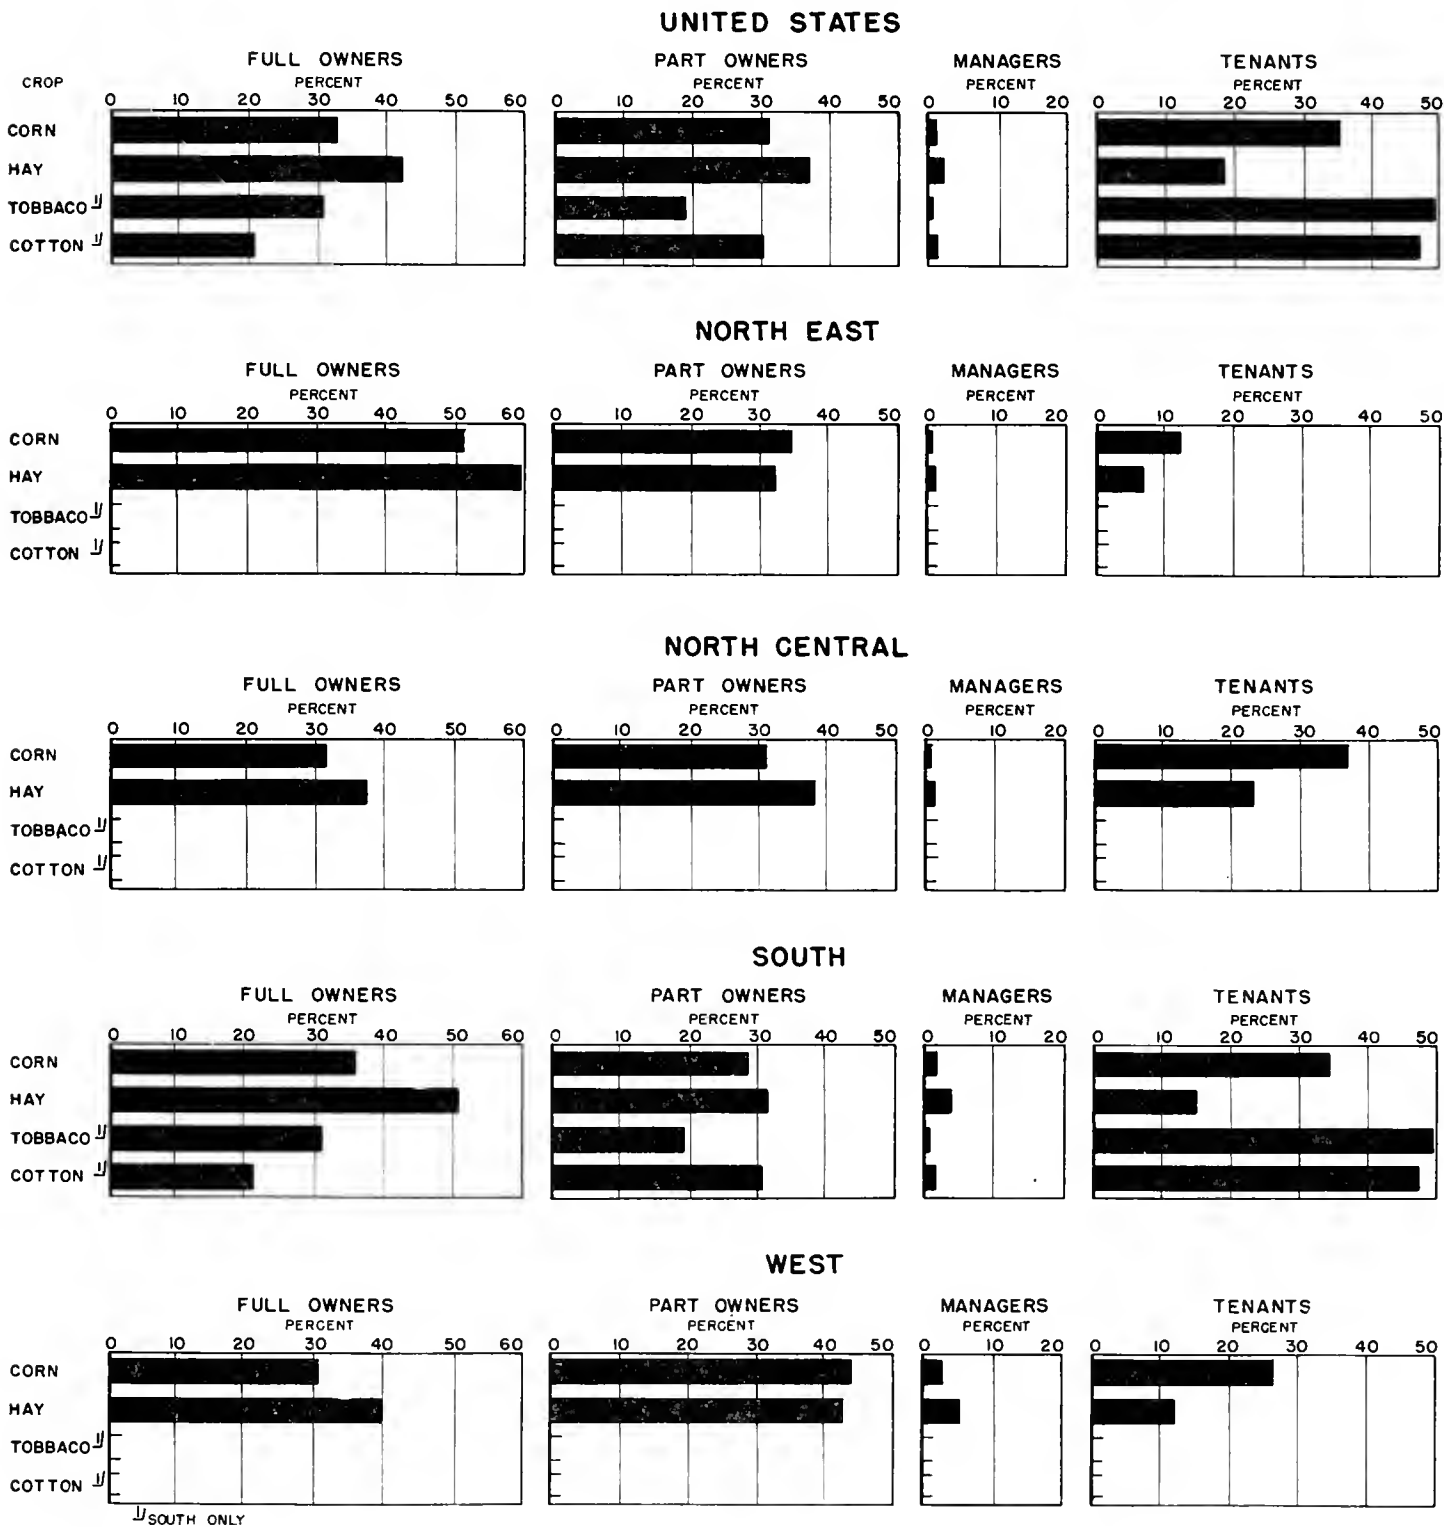 UNITED STATES
FULL OWNERS PART OWNERS MANAGERS TENANTS
CROP PERCENT PERCENT PERCENT PERCENT
0 10 20 30 40 50 60 0 10 20 30 40 50 0 10 20 0 10 20 30 40 50
CORN
HAY
TOBBACO 1/
COTTON 1/
NORTH EAST
FULL OWNERS PART OWNERS MANAGERS TENANTS
PERCENT PERCENT PERCENT PERCENT
0 10 20 30 40 50 60 0 10 20 30 40 50 0 10 20 0 10 20 30 40 50
CORN
HAY
TOBBACO 1/
COTTON 1/
NORTH CENTRAL
FULL OWNERS PART OWNERS MANAGERS TENANTS
PERCENT PERCENT PERCENT PERCENT
0 10 20 30 40 50 60 0 10 20 30 40 50 0 10 20 0 10 20 30 40 50
CORN
HAY
TOBBACO 1/
COTTON 1/
SOUTH
FULL OWNERS PART OWNERS MANAGERS TENANTS
PERCENT PERCENT PERCENT PERCENT
0 10 20 30 40 50 60 0 10 20 30 40 50 0 10 20 0 10 20 30 40 50
CORN
HAY
TOBBACO 1/
COTTON 1/
WEST
FULL OWNERS PART OWNERS MANAGERS TENANTS
PERCENT PERCENT PERCENT PERCENT
0 10 20 30 40 50 60 0 10 20 30 40 50 0 10 20 0 10 20 30 40 50
CORN
HAY
TOBBACO 1/
COTTON 1/
1/ SOUTH ONLY